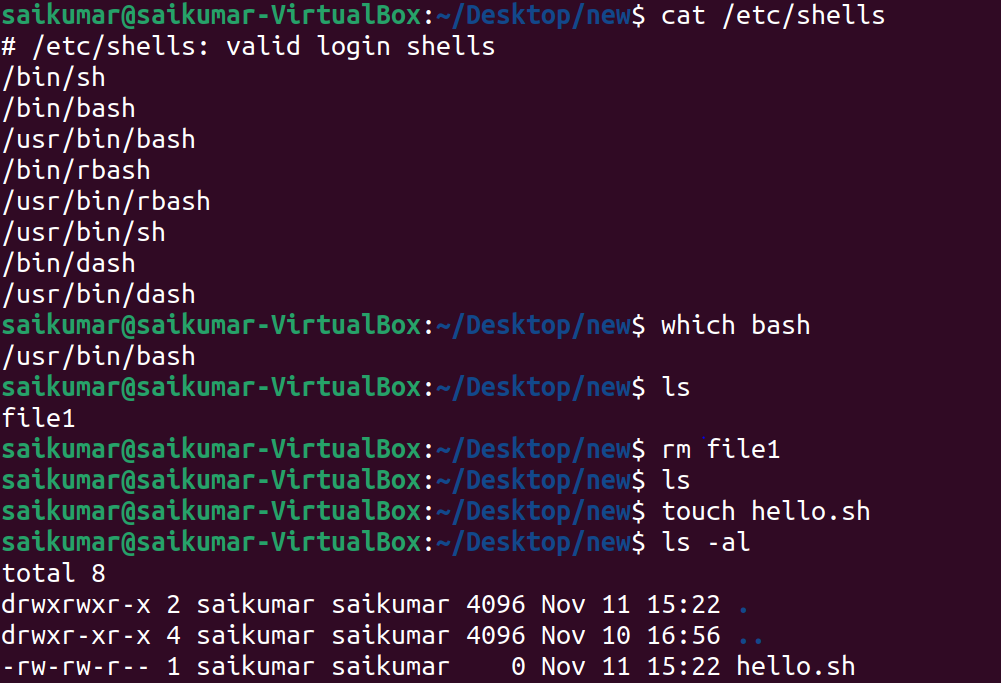 saikumar@saikumar-VirtualBox:~/Desktop/new$ cat /etc/shells
# /etc/shells: valid login shells
/bin/sh
/bin/bash
/usr/bin/bash
/bin/rbash
/usr/bin/rbash
/usr/bin/sh
/bin/dash
/usr/bin/dash
saikumar@saikumar-VirtualBox:~/Desktop/new$ which bash
/usr/bin/bash
saikumar@saikumar-VirtualBox:~/Desktop/new$ ls
file1
saikumar@saikumar-VirtualBox:~/Desktop/new$ rm file1
saikumar@saikumar-VirtualBox:~/Desktop/new$ ls
saikumar@saikumar-VirtualBox:~/Desktop/new$ touch hello.sh
saikumar@saikumar-VirtualBox:~/Desktop/new$ ls -al
total 8
drwxrwxr-x 2 saikumar saikumar 4096 Nov 11 15:22 .
drwxr-xr-x 4 saikumar saikumar 4096 Nov 10 16:56 ..
-rw-rw-r-- 1 saikumar saikumar    0 Nov 11 15:22 hello.sh